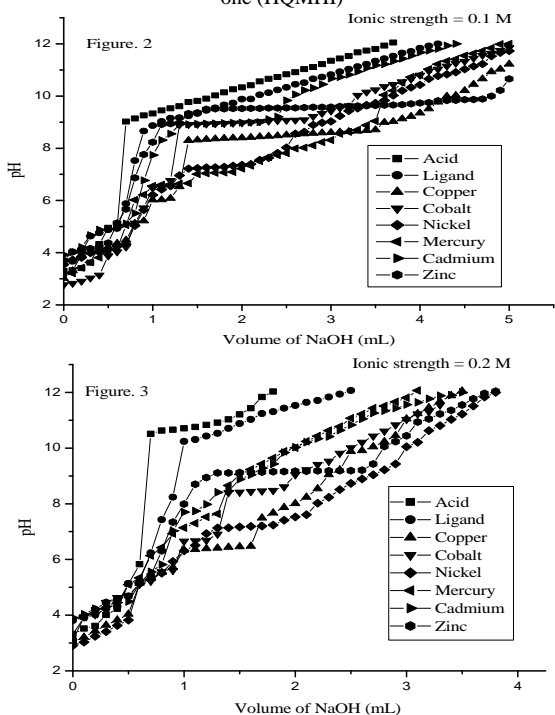 one (HQMHI)
Ionic strength = 0.1 M
Figure. 2
12
10
8
6
4
2
pH
Acid
Ligand
Copper
Cobalt
Nickel
Mercury
Cadmium
Zinc
0 1 2 3 4 5
Volume of NaOH (mL)
Ionic strength = 0.2 M
Figure. 3
12
10
8
6
4
2
pH
Acid
Ligand
Copper
Cobalt
Nickel
Mercury
Cadmium
Zinc
0 1 2 3 4
Volume of NaOH (mL)